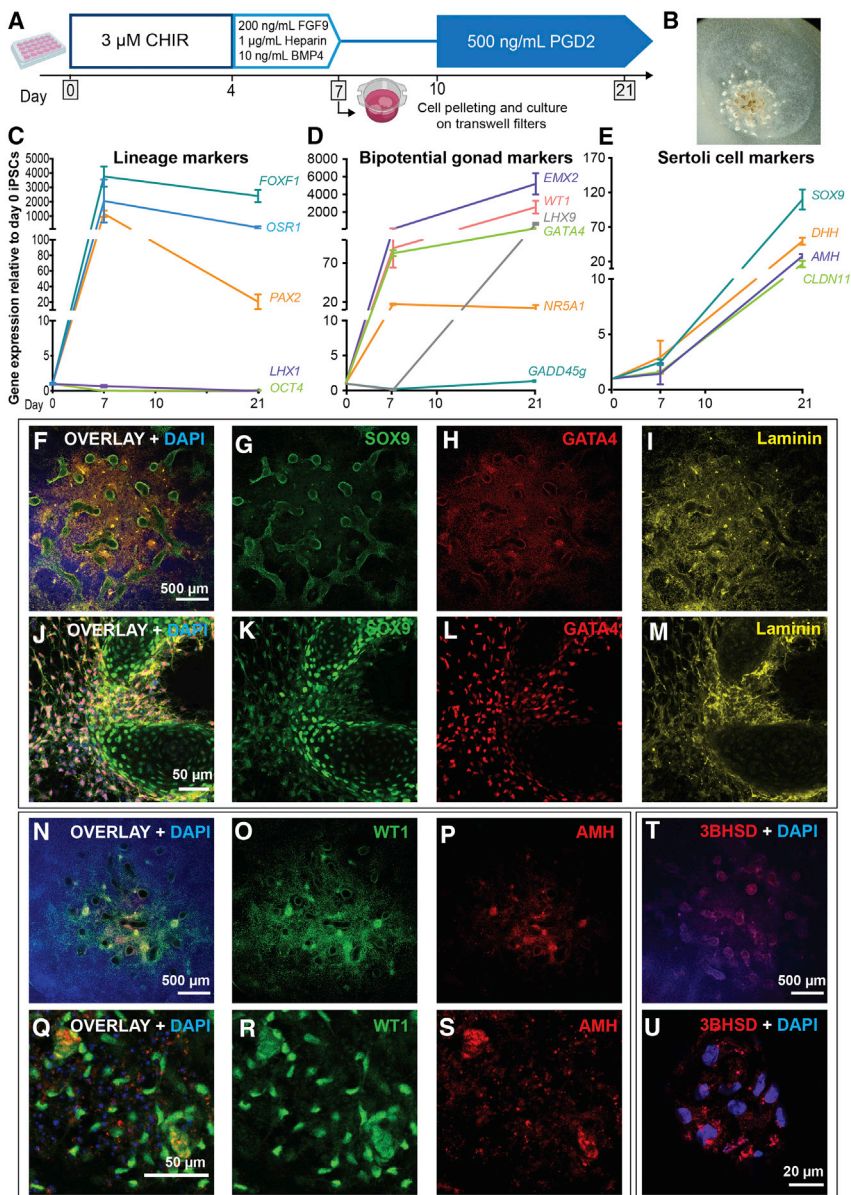 A
3 µM CHIR
200 ng/mL FGF9
1 µg/mL Heparin
10 ng/mL BMP4
500 ng/mL PGD2
Day
0
4
7
10
21
Cell pelleting and culture
on transwell filters
B
C
Lineage markers
Gene expression relative to day 0 iPSCs
5000
4000
3000
2000
1000
100
80
60
40
20
10
5
0
FOXF1
OSR1
PAX2
LHX1
OCT4
Day
0
7
10
21
D
Bipotential gonad markers
8000
6000
4000
2000
70
20
10
5
0
EMX2
WT1
LHX9
GATA4
NR5A1
GADD45g
0
7
10
21
E
Sertoli cell markers
170
120
70
20
10
5
0
SOX9
DHH
AMH
CLDN11
0
7
10
21
F
OVERLAY + DAPI
500 µm
G
SOX9
H
GATA4
I
Laminin
J
OVERLAY + DAPI
50 µm
K
SOX9
L
GATA4
M
Laminin
N
OVERLAY + DAPI
500 µm
O
WT1
P
AMH
T
3BHSD + DAPI
500 µm
Q
OVERLAY + DAPI
50 µm
R
WT1
S
AMH
U
3BHSD + DAPI
20 µm